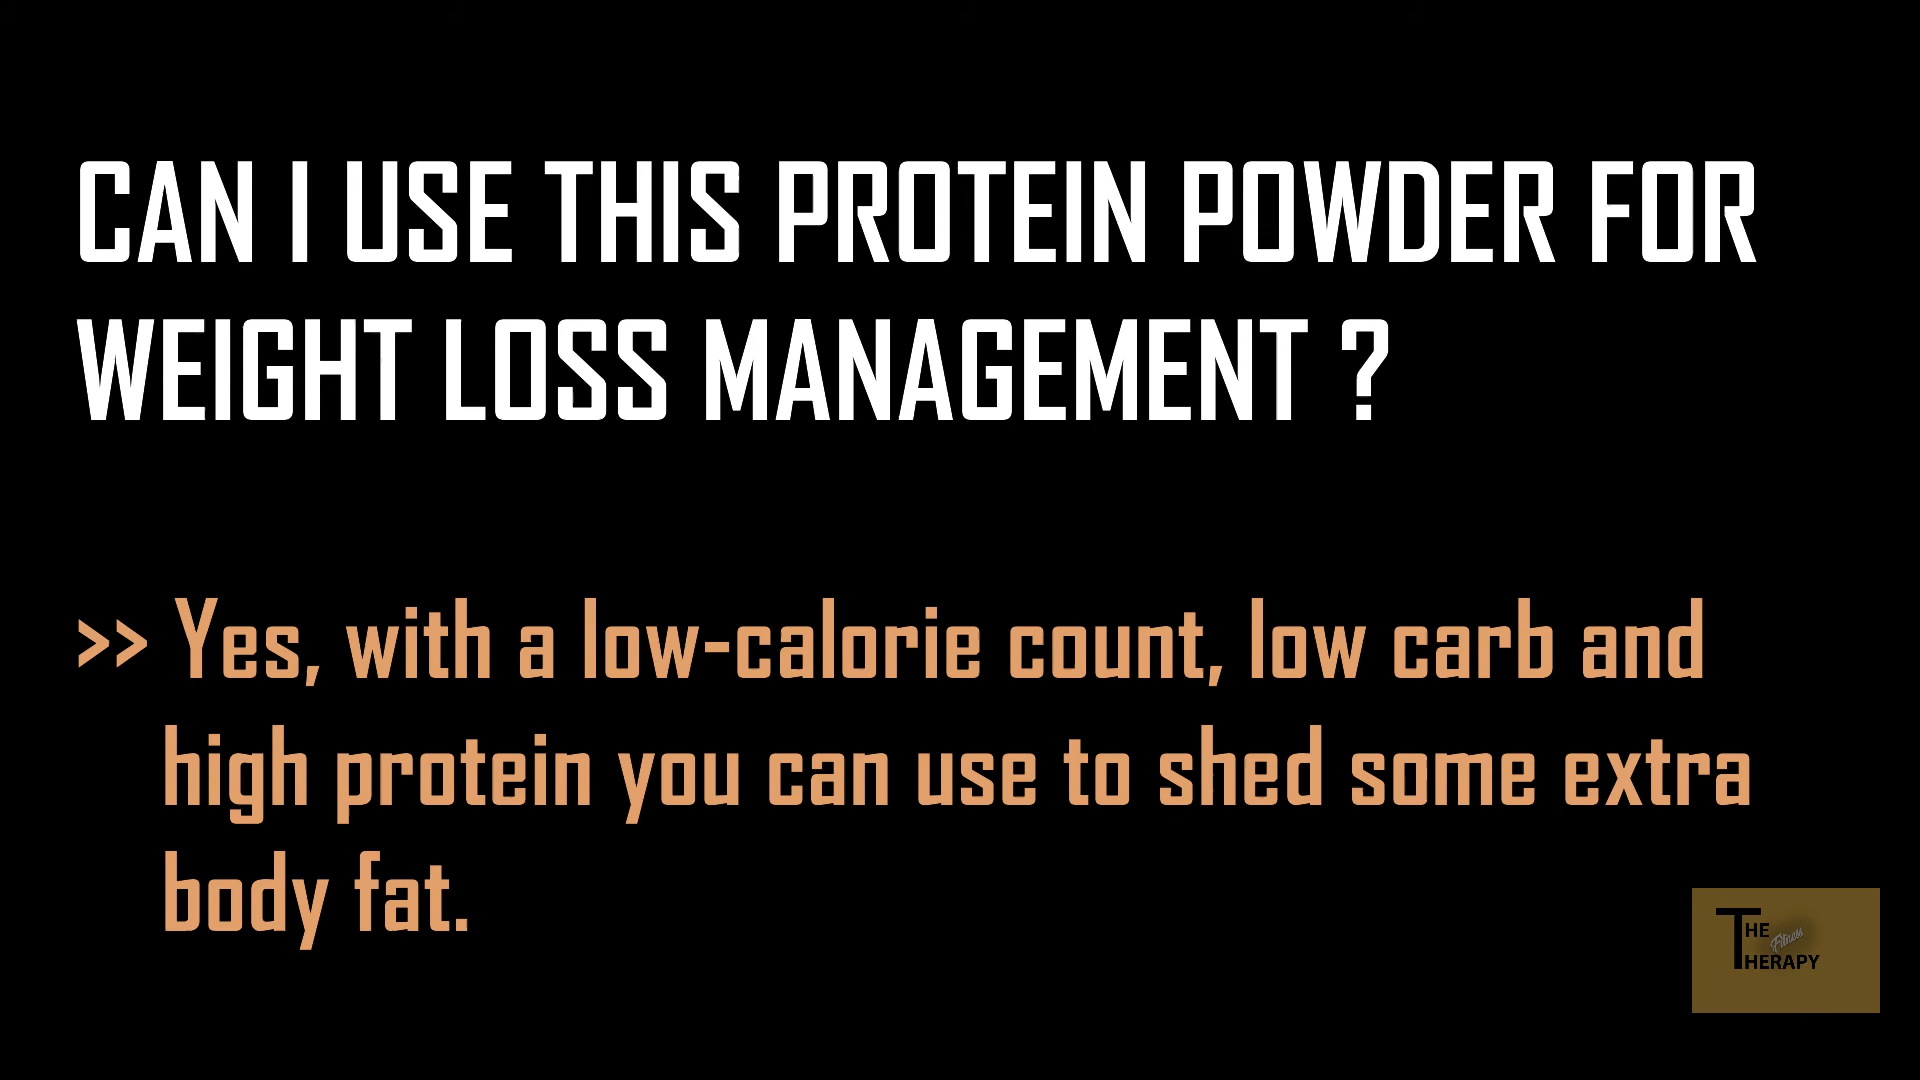 CAN I USE THIS PROTEIN POWDER FOR
WEIGHT LOSS MANAGEMENT ?
>> Yes, with a low-calorie count, low carb and
high protein you can use to shed some extra
body fat.
THE Fitness
THERAPY